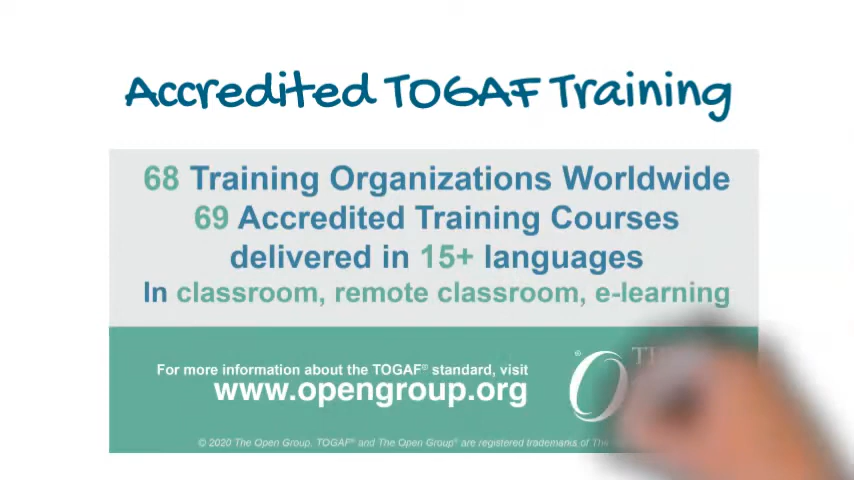 Accredited TOGAF Training
68 Training Organizations Worldwide
69 Accredited Training Courses
delivered in 15+ languages
In classroom, remote classroom, e-learning
For more information about the TOGAF® standard, visit
www.opengroup.org
© 2020 The Open Group, TOGAF® and The Open Group® are registered trademarks of